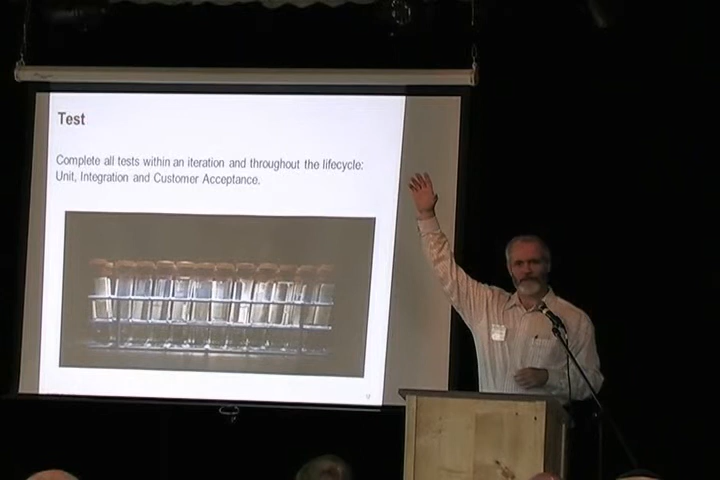 Test
Complete all tests within an iteration and throughout the lifecycle:
Unit, Integration and Customer Acceptance.